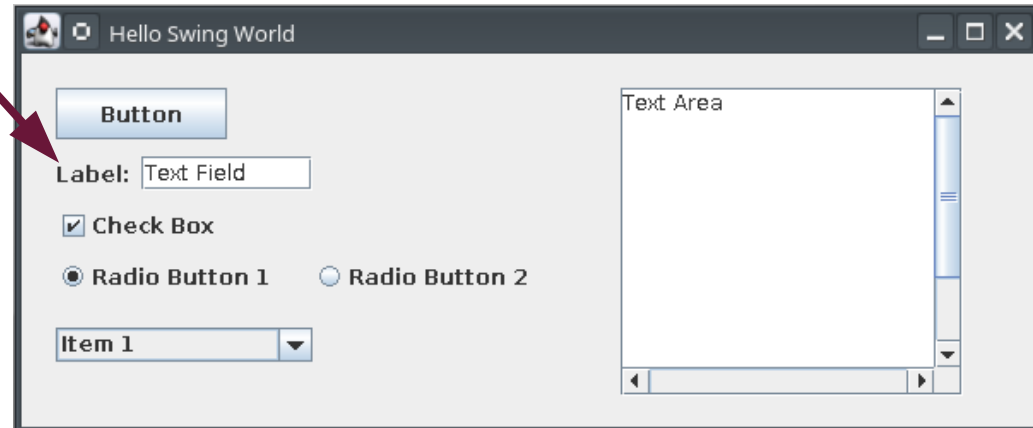 Hello Swing World
Button
Label: Text Field
Check Box
Radio Button 1 Radio Button 2
Item 1
Text Area